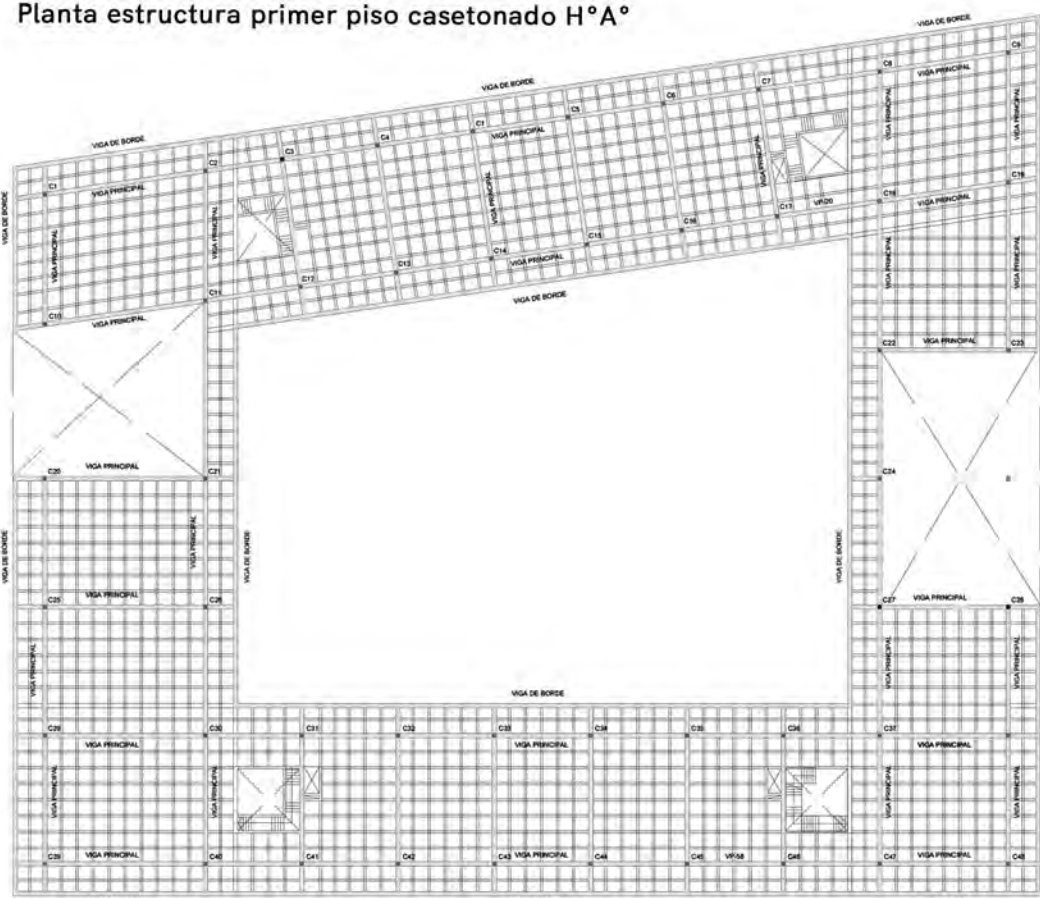 Planta estructura primer piso casetonado H°A°
VIGA DE BORDE
VIGA DE BORDE
VIGA DE BORDE
C9
C8
VIGA PRINCIPAL
C7
C6
C5
C1
VIGA PRINCIPAL
C4
C3
C2
C1
VIGA PRINCIPAL
VIGA DE BORDE
VIGA PRINCIPAL
VIGA PRINCIPAL
VIGA PRINCIPAL
VIGA PRINCIPAL
VIGA PRINCIPAL
VIGA PRINCIPAL
C18
VIGA PRINCIPAL
VP-20
C17
C16
C15
C14
VIGA PRINCIPAL
C13
C12
C11
C10
VIGA PRINCIPAL
VIGA DE BORDE
VIGA PRINCIPAL
VIGA PRINCIPAL
C22
VIGA PRINCIPAL
C23
C20
VIGA PRINCIPAL
C21
C24
VIGA DE BORDE
VIGA PRINCIPAL
VIGA DE BORDE
VIGA DE BORDE
C25
VIGA PRINCIPAL
C26
C27
VIGA PRINCIPAL
C28
VIGA PRINCIPAL
VIGA PRINCIPAL
VIGA PRINCIPAL
VIGA DE BORDE
C29
C30
C31
C32
C33
C34
C35
C36
C37
VIGA PRINCIPAL
VIGA PRINCIPAL
VIGA PRINCIPAL
VIGA PRINCIPAL
VIGA PRINCIPAL
VIGA PRINCIPAL
VIGA PRINCIPAL
C39
VIGA PRINCIPAL
C40
C41
C42
C43
VIGA PRINCIPAL
C44
C45
VP-58
C46
C47
VIGA PRINCIPAL
C48